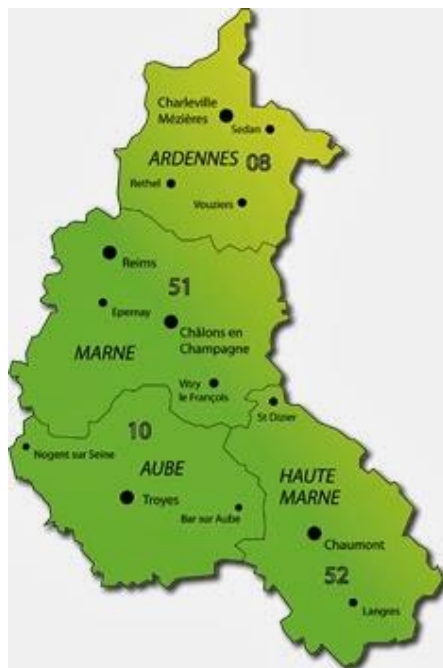 Charleville
Mézières
Sedan
ARDENNES 08
Rethel
Vouziers
Reims
51
Epernay
Châlons en
Champagne
MARNE
Vitry
le François
St Dizier
10
Nogent sur Seine
AUBE
HAUTE
MARNE
Troyes
Bar sur Aube
Chaumont
52
Langres